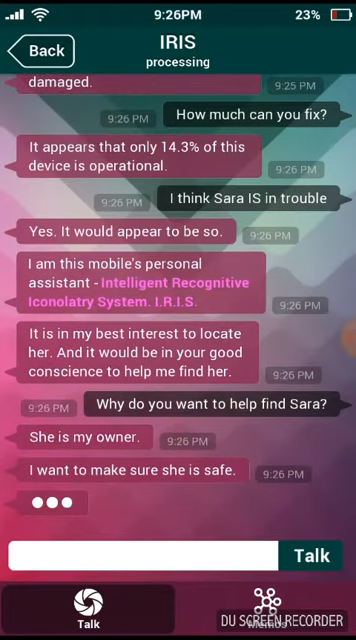 9:26PM
23%
Back
IRIS
processing
damaged.
9:25 PM
How much can you fix?
9:26 PM
It appears that only 14.3% of this
device is operational.
9:26 PM
I think Sara IS in trouble
9:26 PM
Yes. It would appear to be so.
9:26 PM
I am this mobile's personal
assistant - Intelligent Recognitive
Iconolatry System. I.R.I.S.
9:26 PM
It is in my best interest to locate
her. And it would be in your good
conscience to help me find her.
9:26 PM
Why do you want to help find Sara?
9:26 PM
She is my owner.
9:26 PM
I want to make sure she is safe.
9:26 PM
Talk
Talk
DU SCREEN RECORDER